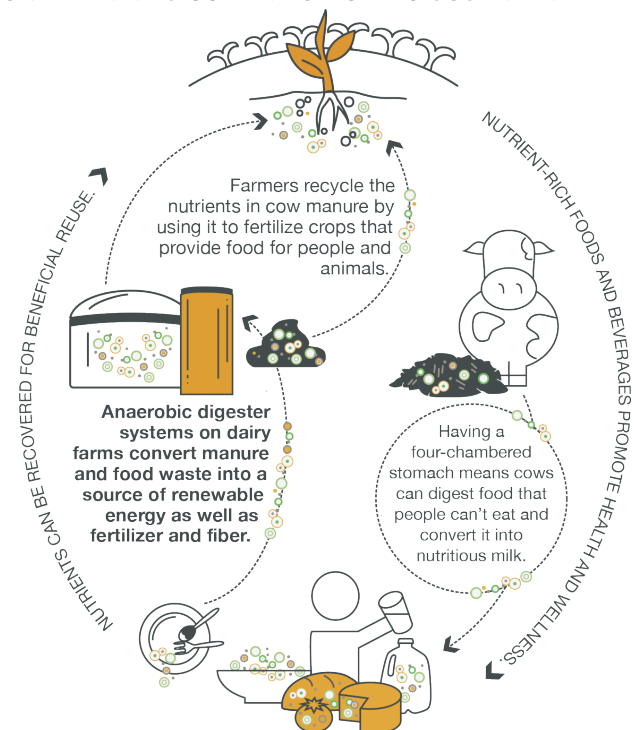 NUTRIENT-RICH FOODS AND BEVERAGES PROMOTE HEALTH AND WELLNESS
Farmers recycle the
nutrients in cow manure by
using it to fertilize crops that
provide food for people and
animals.
NUTRIENTS CAN BE RECOVERED FOR BENEFICIAL REUSE.
Anaerobic digester
systems on dairy
farms convert manure
and food waste into a
source of renewable
energy as well as
fertilizer and fiber.
Having a
four-chambered
stomach means cows
can digest food that
people can’t eat and
convert it into
nutritious milk.